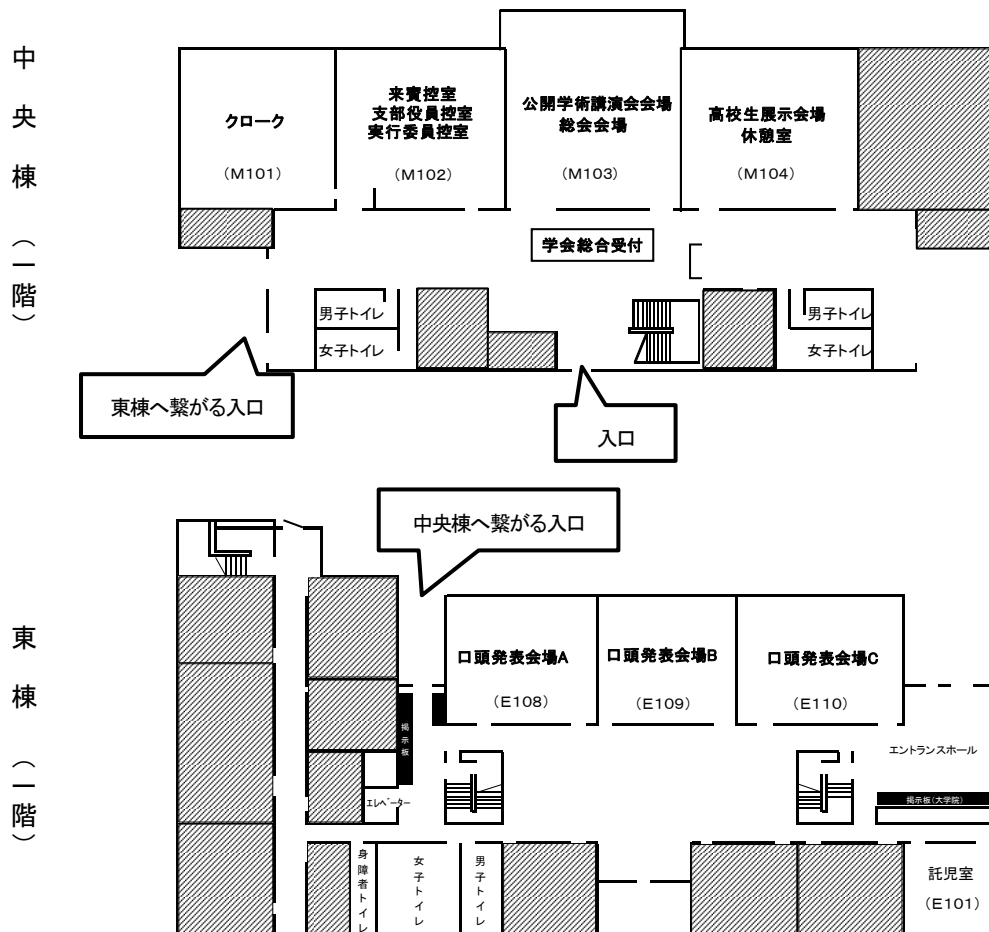 中央棟（一階）
クローク
（M101）
来賓控室
支部役員控室
実行委員控室
（M102）
公開学術講演会会場
総会会場
（M103）
高校生展示会場
休憩室
（M104）
学会総合受付
男子トイレ
女子トイレ
男子トイレ
女子トイレ
東棟へ繋がる入口
入口
東棟（一階）
中央棟へ繋がる入口
口頭発表会場A
（E108）
口頭発表会場B
（E109）
口頭発表会場C
（E110）
掲示板
エントランスホール
エレベーター
掲示板（大学院）
身障者トイレ
女子トイレ
男子トイレ
託児室
（E101）